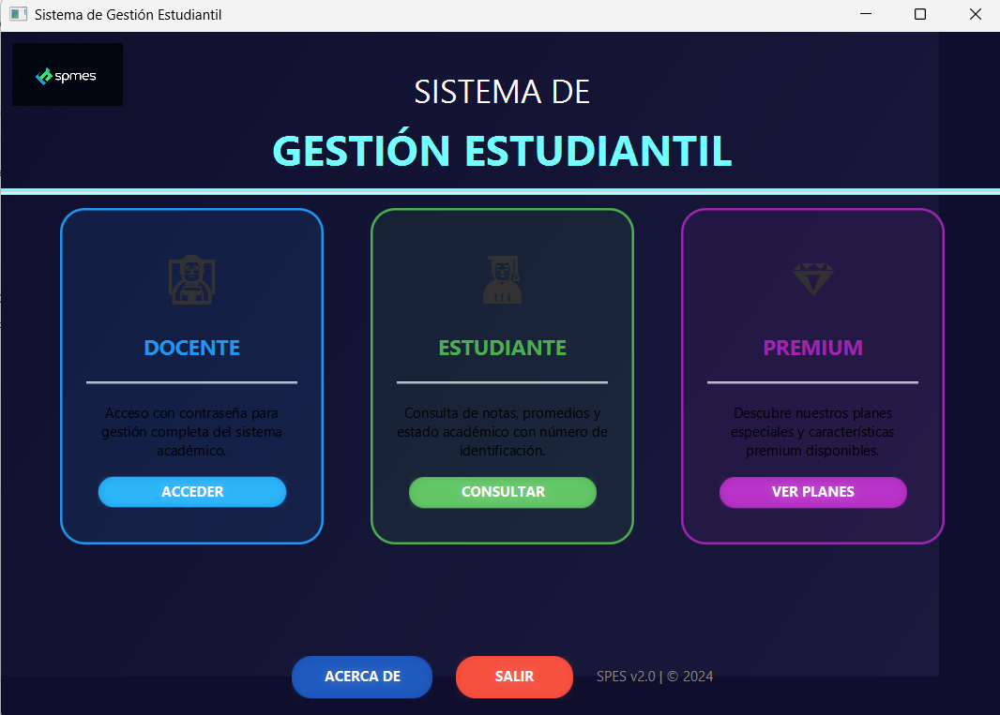 Sistema de Gestión Estudiantil
spmes
SISTEMA DE
GESTIÓN ESTUDIANTIL
DOCENTE
Acceso con contraseña para
gestión completa del sistema
académico.
ACCEDER
ESTUDIANTE
Consulta de notas, promedios y
estado académico con número de
identificación.
CONSULTAR
PREMIUM
Descubre nuestros planes
especiales y características
premium disponibles.
VER PLANES
ACERCA DE
SALIR
SPES v2.0 | © 2024